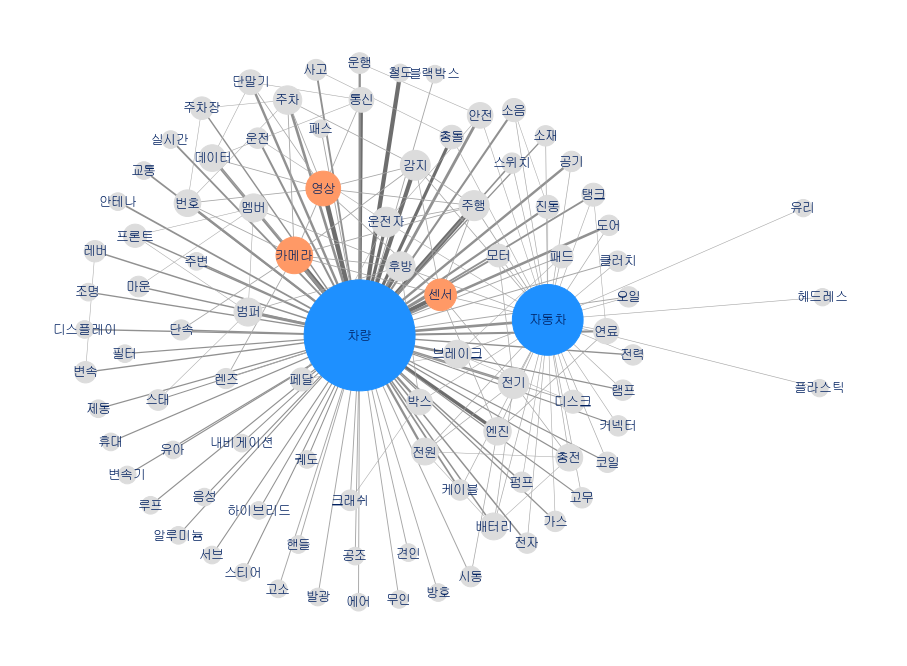 운행
사고
철도
블랙박스
단말기
주차
통신
주차장
안전
소음
패스
실시간
운전
충돌
소재
데이터
감지
스위치
공기
교통
영상
탱크
안테나
번호
멤버
주행
진동
유리
운전자
도어
프론트
레버
카메라
모터
패드
주변
후방
클러치
조명
마운
센서
오일
헤드레스
범퍼
자동차
디스플레이
단속
차량
연료
필터
브레이크
전력
변속
렌즈
페달
전기
램프
플라스틱
제동
스태
박스
디스크
커넥터
휴대
유아
내비게이션
엔진
전원
궤도
충전
코일
변속기
음성
크래쉬
케이블
펌프
고무
루프
하이브리드
알루미늄
배터리
가스
서브
핸들
공조
견인
전자
스티어
시동
고소
발광
에어
무인
방호